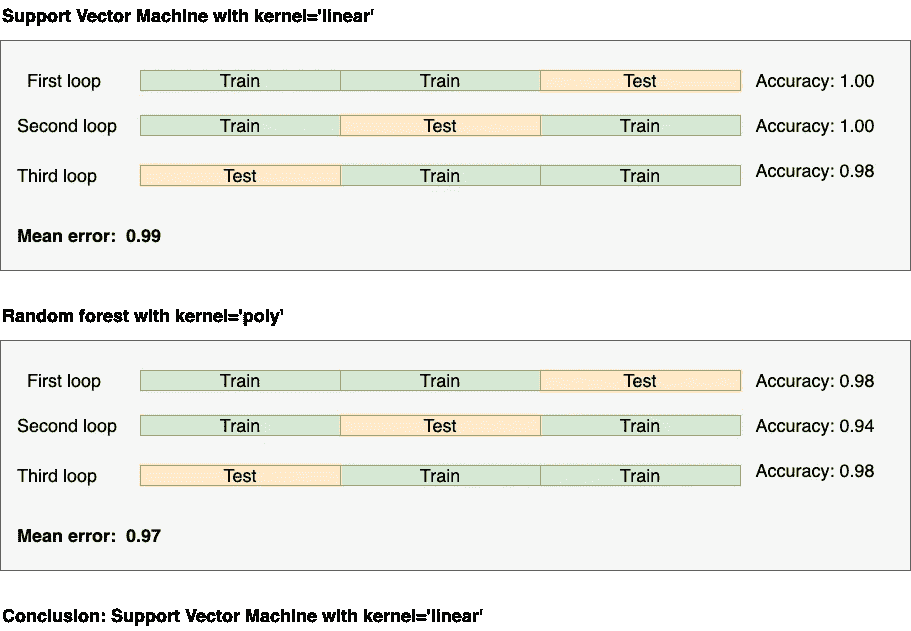 Support Vector Machine with kernel='linear'
First loop Train Train Test Accuracy: 1.00
Second loop Train Test Train Accuracy: 1.00
Third loop Test Train Train Accuracy: 0.98
Mean error: 0.99
Random forest with kernel='poly'
First loop Train Train Test Accuracy: 0.98
Second loop Train Test Train Accuracy: 0.94
Third loop Test Train Train Accuracy: 0.98
Mean error: 0.97
Conclusion: Support Vector Machine with kernel='linear'